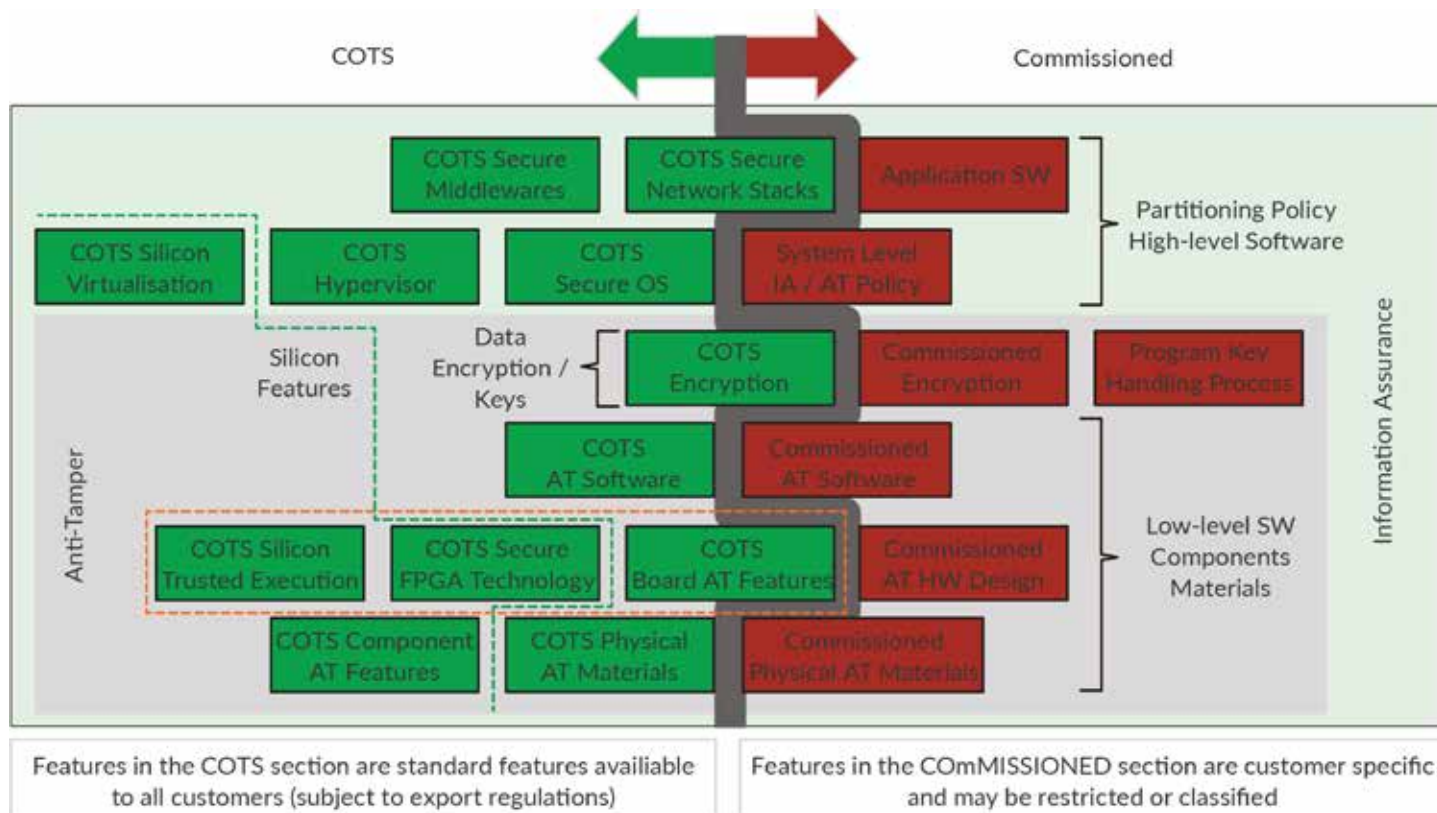 COTS
Commissioned
COTS Secure
Middlewares
COTS Secure
Network Stacks
Application SW
Partitioning Policy
High-level Software
COTS Silicon
Virtualisation
COTS
Hypervisor
COTS
Secure OS
System Level
IA / AT Policy
Silicon
Features
Data
Encryption /
Keys
COTS
Encryption
Commissioned
Encryption
Program Key
Handling Process
Information Assurance
Anti-Tamper
COTS
AT Software
Commissioned
AT Software
COTS Silicon
Trusted Execution
COTS Secure
FPGA Technology
COTS
Board AT Features
Commissioned
AT HW Design
Low-level SW
Components
Materials
COTS Component
AT Features
COTS Physical
AT Materials
Commissioned
Physical AT Materials
Features in the COTS section are standard features availiable
to all customers (subject to export regulations)
Features in the COmMISSIONED section are customer specific
and may be restricted or classified